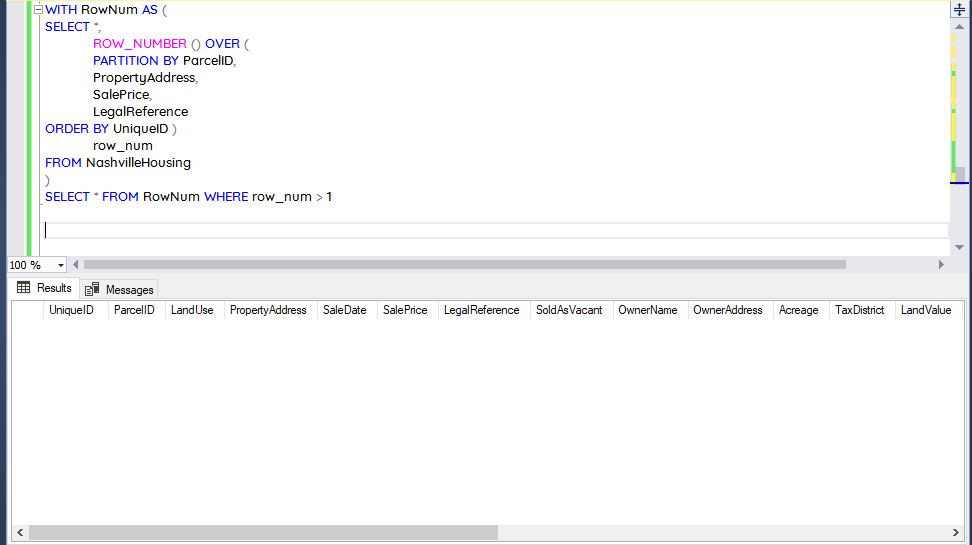 WITH RowNum AS (
SELECT *,
ROW_NUMBER () OVER (
PARTITION BY ParcelID,
PropertyAddress,
SalePrice,
LegalReference
ORDER BY UniqueID )
row_num
FROM NashvilleHousing
)
SELECT * FROM RowNum WHERE row_num > 1
100 %
Results Messages
UniqueID ParcelID LandUse PropertyAddress SaleDate SalePrice LegalReference SoldAsVacant OwnerName OwnerAddress Acreage TaxDistrict LandValue